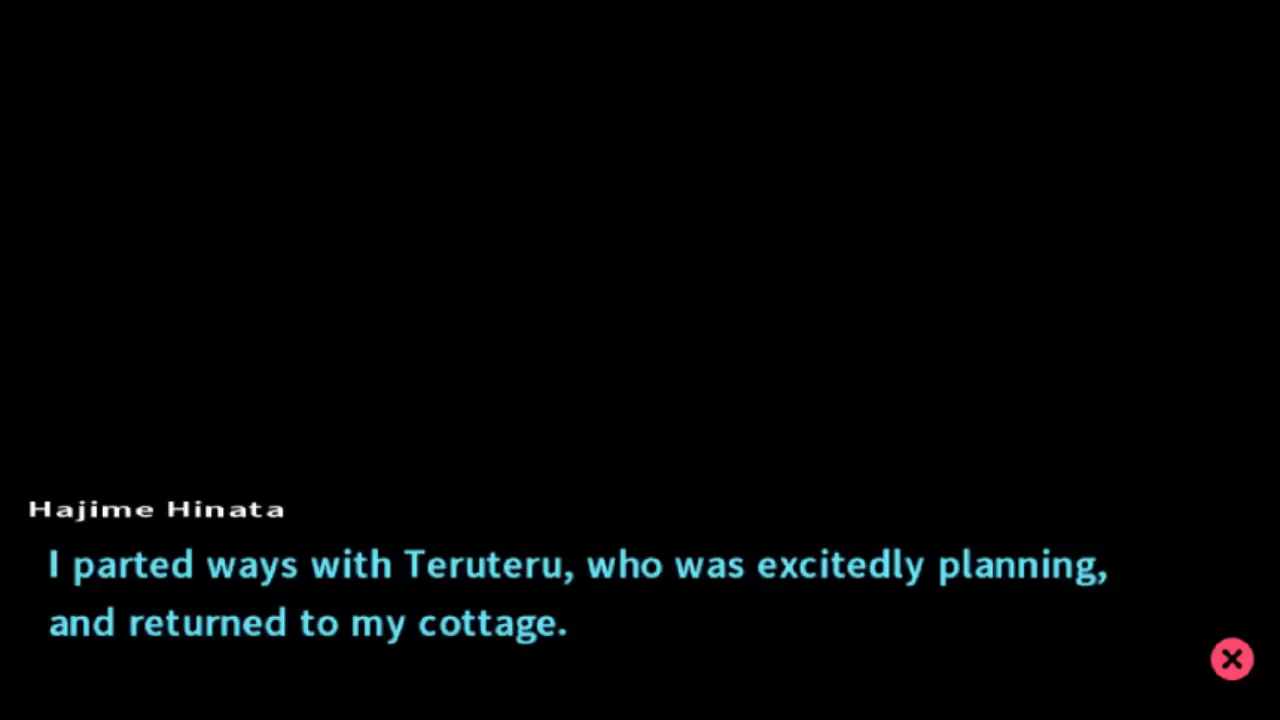 Hajime Hinata
I parted ways with Teruteru, who was excitedly planning,
and returned to my cottage.